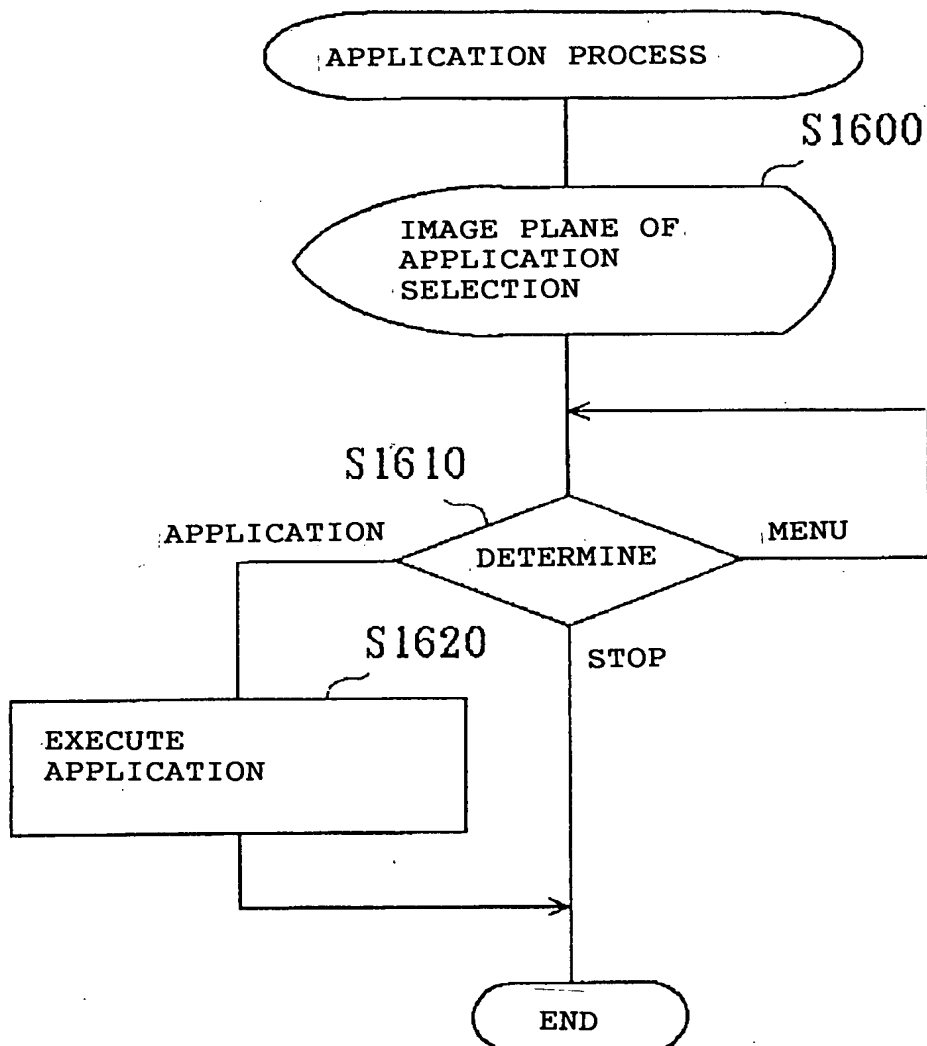 APPLICATION PROCESS
S1600
IMAGE PLANE OF
APPLICATION
SELECTION
S1610
APPLICATION
DETERMINE
MENU
S1620
STOP
EXECUTE
APPLICATION
END